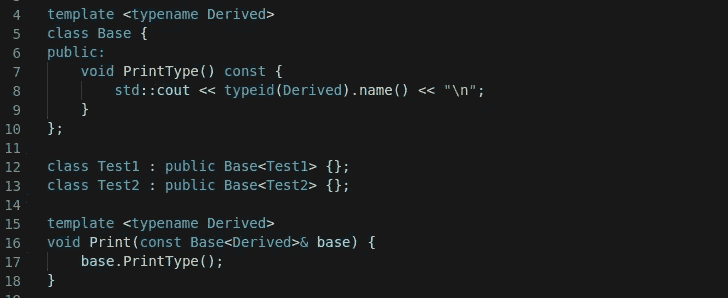 4 template <typename Derived>
5 class Base {
6 public:
7     void PrintType() const {
8         std::cout << typeid(Derived).name() << "\n";
9     }
10 };
11
12 class Test1 : public Base<Test1> {};
13 class Test2 : public Base<Test2> {};
14
15 template <typename Derived>
16 void Print(const Base<Derived>& base) {
17     base.PrintType();
18 }